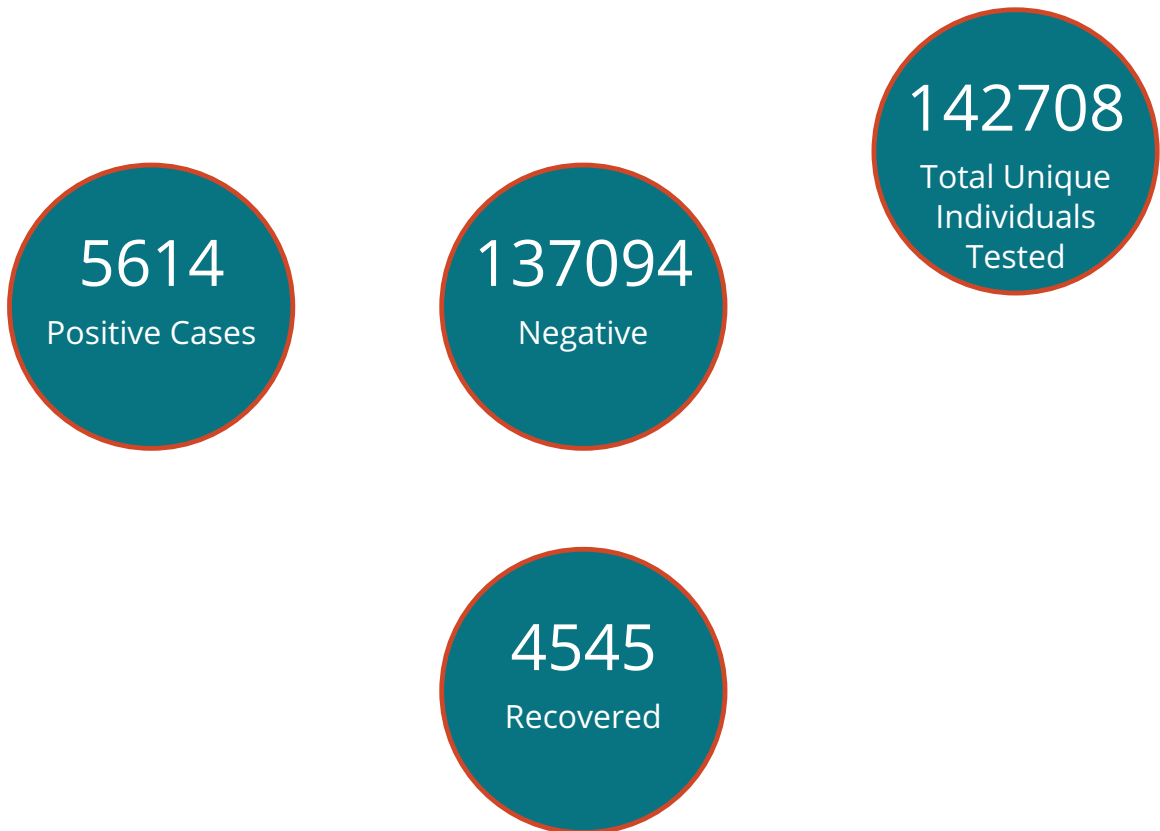 5614
Positive Cases
137094
Negative
142708
Total Unique
Individuals
Tested
4545
Recovered